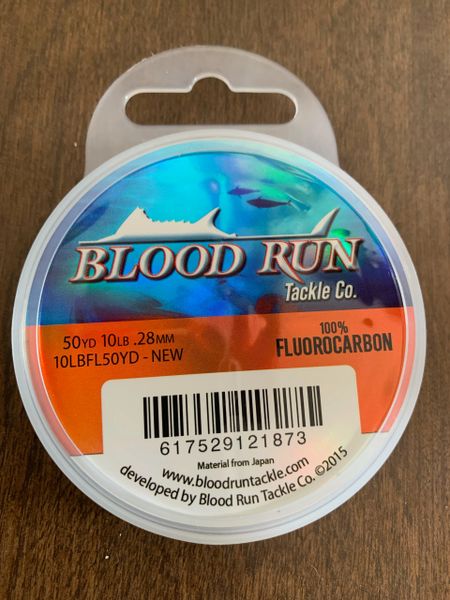 BLOOD RUN
Tackle Co.
50YD 10LB .28MM
10LBFL50YD - NEW
100%
FLUOROCARBON
617529121873
Material from Japan
www.bloodruntackle.com
developed by Blood Run Tackle Co. ©2015